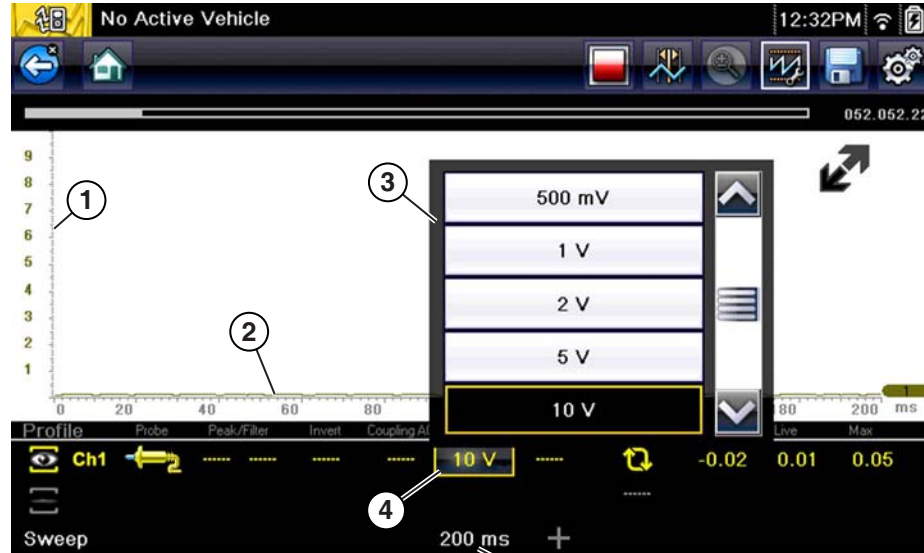 No Active Vehicle 12:32PM
052.052.22
9
8
7
6
5
4
3
2
1
1
2
3
500 mV
1 V
2 V
5 V
10 V
1
0 20 40 60 80 180 200 ms
Profile Probe Peak/Filter Invert Coupling AC Live Max
Ch1 ------ ------ ------ ------ 10 V ------ -0.02 0.01 0.05
------
4
Sweep 200 ms +